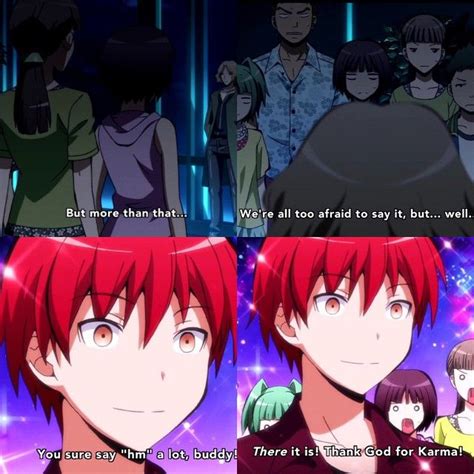 But more than that...
We're all too afraid to say it, but... well.
You sure say "hm" a lot, buddy!
There it is! Thank God for Karma!